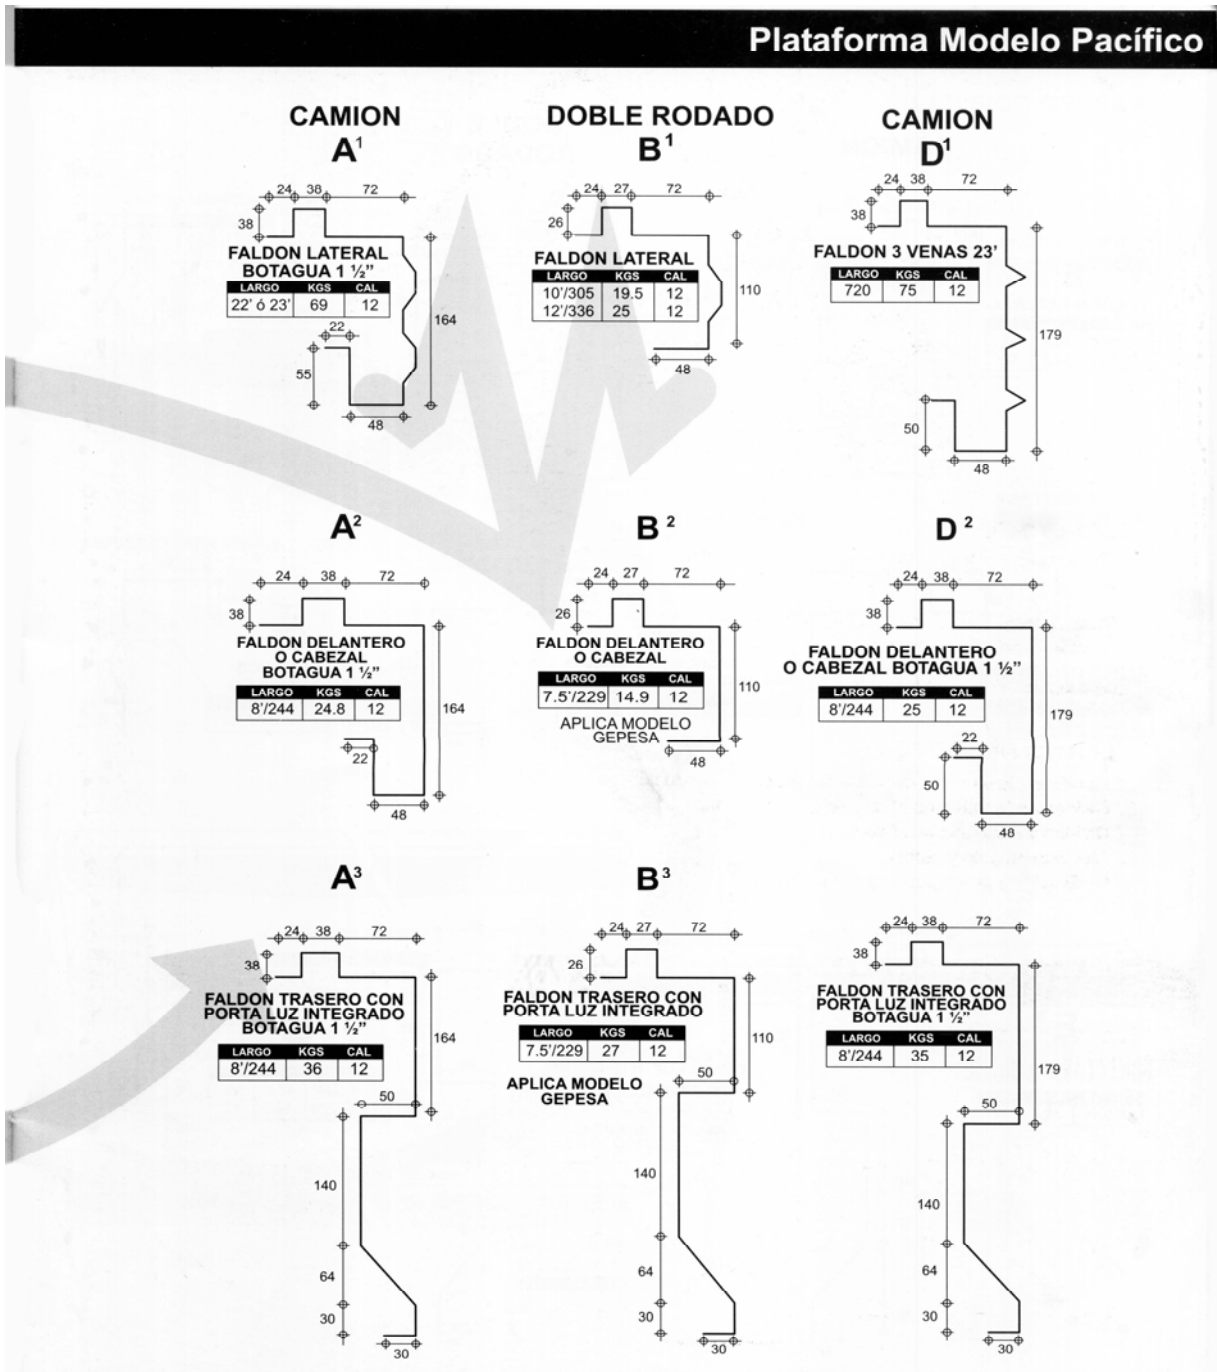 Plataforma Modelo Pacífico
CAMION
A¹
24 38 72
38
FALDON LATERAL
BOTAGUA 1 ½”
LARGO KGS CAL
22' ó 23' 69 12
22
164
55
48
DOBLE RODADO
B¹
24 27 72
26
FALDON LATERAL
LARGO KGS CAL
10'/305 19.5 12
12'/336 25 12
110
48
CAMION
D¹
24 38 72
38
FALDON 3 VENAS 23'
LARGO KGS CAL
720 75 12
179
50
48
A²
24 38 72
38
FALDON DELANTERO
O CABEZAL
BOTAGUA 1 ½”
LARGO KGS CAL
8'/244 24.8 12
164
22
48
B²
24 27 72
26
FALDON DELANTERO
O CABEZAL
LARGO KGS CAL
7.5'/229 14.9 12
110
APLICA MODELO
GEPESA
48
D²
24 38 72
38
FALDON DELANTERO
O CABEZAL BOTAGUA 1 ½”
LARGO KGS CAL
8'/244 25 12
179
22
50
48
A³
24 38 72
38
FALDON TRASERO CON
PORTA LUZ INTEGRADO
BOTAGUA 1 ½”
164
LARGO KGS CAL
8'/244 36 12
50
140
64
30
30
B³
24 27 72
26
FALDON TRASERO CON
PORTA LUZ INTEGRADO
LARGO KGS CAL
7.5'/229 27 12
110
50
APLICA MODELO
GEPESA
140
64
30
30
24 38 72
38
FALDON TRASERO CON
PORTA LUZ INTEGRADO
BOTAGUA 1 ½”
LARGO KGS CAL
8'/244 35 12
179
50
140
64
30
30